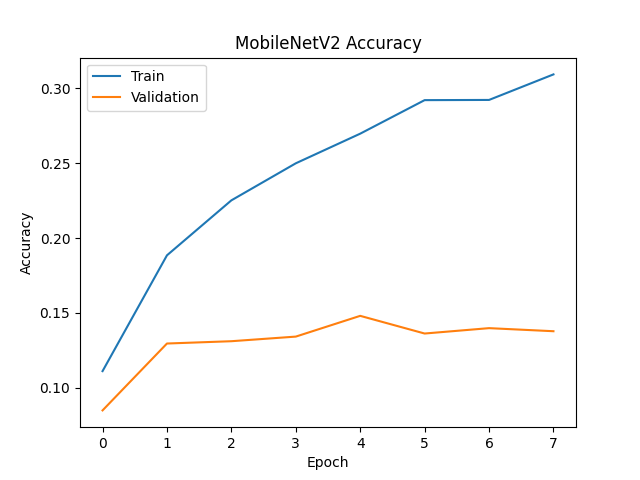 MobileNetV2 Accuracy
Train
Validation
0.30
0.25
0.20
0.15
0.10
Accuracy
0 1 2 3 4 5 6 7
Epoch